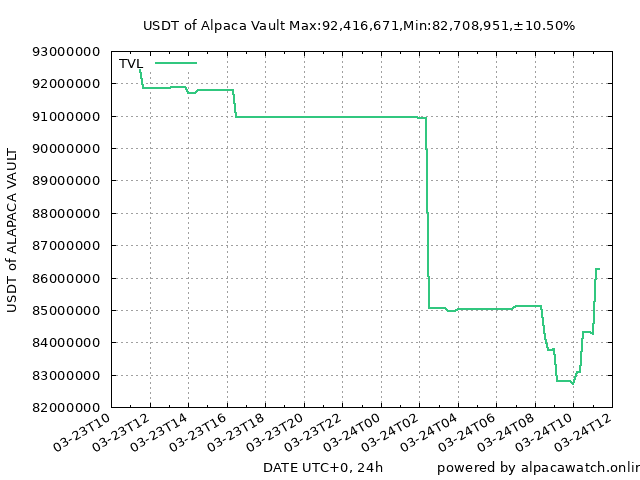 USDT of Alpaca Vault Max:92,416,671,Min:82,708,951,±10.50%
TVL
93000000
92000000
91000000
90000000
89000000
88000000
87000000
86000000
85000000
84000000
83000000
82000000
USDT of ALAPACA VAULT
03-23T10
03-23T12
03-23T14
03-23T16
03-23T18
03-23T20
03-23T22
03-24T00
03-24T02
03-24T04
03-24T06
03-24T08
03-24T10
03-24T12
DATE UTC+0, 24h
powered by alpacawatch.onlin